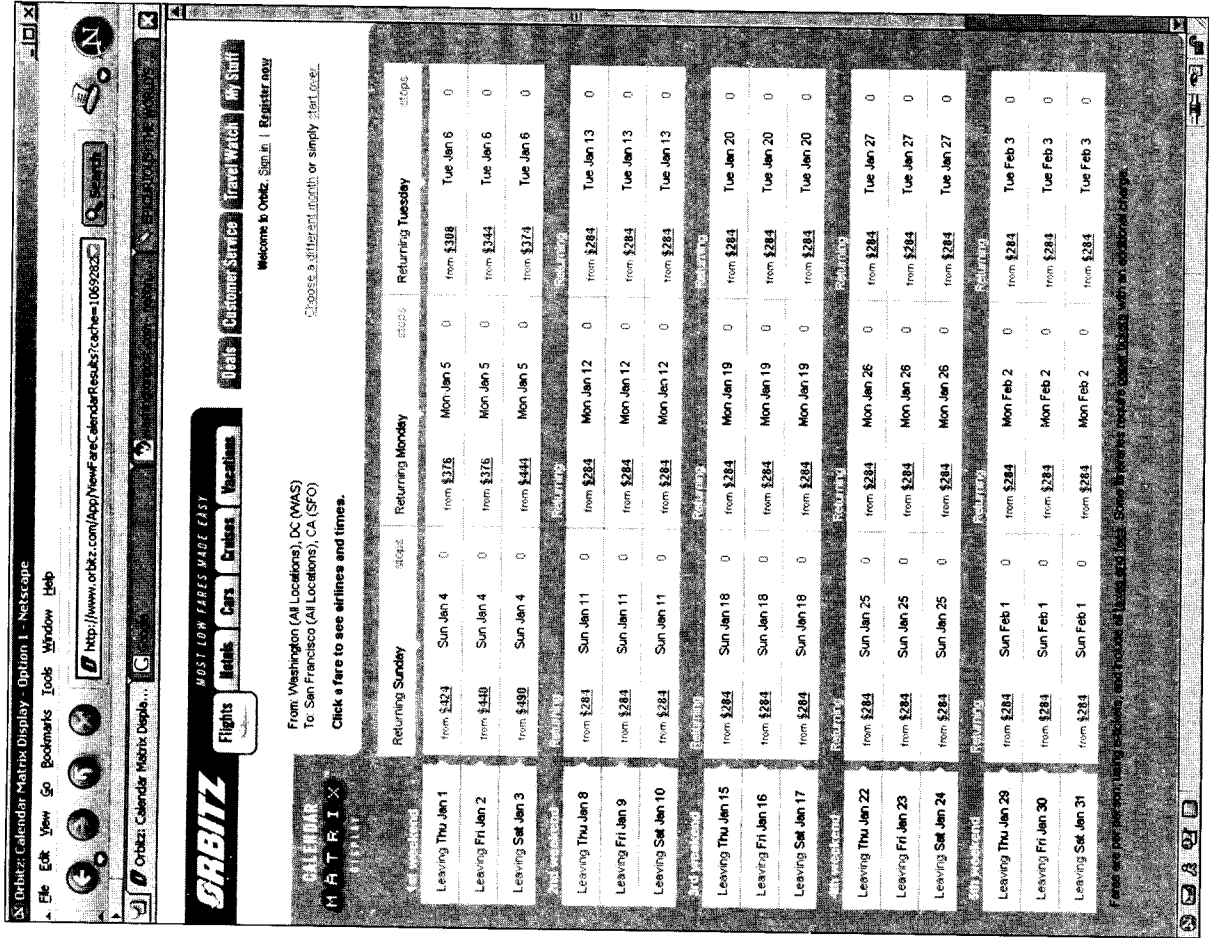 Orbitz: Calendar Matrix Display - Option 1 - Netscape
File Edit View Go Bookmarks Tools Window Help
http://www.orbitz.com/App/ViewFareCalendarResults?cache=1069282 Search
Orbitz: Calendar Matrix Displa...
ORBITZ
MOST LOW FARES MADE EASY
Flights Hotels Cars Cruises Vacations Deals Customer Service Travel Watch My Stuff
Welcome to Orbitz. Sign in | Register now
CALENDAR
MATRIX
DISPLAY
From: Washington (All Locations), DC (WAS)
To: San Francisco (All Locations), CA (SFO)
Choose a different month or simply start over.
Click a fare to see airlines and times.
1st weekend Returning Sunday stops Returning Monday stops Returning Tuesday stops
Leaving Thu Jan 1 from $424 Sun Jan 4 0 from $376 Mon Jan 5 0 from $308 Tue Jan 6 0
Leaving Fri Jan 2 from $440 Sun Jan 4 0 from $376 Mon Jan 5 0 from $344 Tue Jan 6 0
Leaving Sat Jan 3 from $490 Sun Jan 4 0 from $444 Mon Jan 5 0 from $374 Tue Jan 6 0
2nd weekend Returning Returning Returning
Leaving Thu Jan 8 from $284 Sun Jan 11 0 from $284 Mon Jan 12 0 from $284 Tue Jan 13 0
Leaving Fri Jan 9 from $284 Sun Jan 11 0 from $284 Mon Jan 12 0 from $284 Tue Jan 13 0
Leaving Sat Jan 10 from $284 Sun Jan 11 0 from $284 Mon Jan 12 0 from $284 Tue Jan 13 0
3rd weekend Returning Returning Returning
Leaving Thu Jan 15 from $284 Sun Jan 18 0 from $284 Mon Jan 19 0 from $284 Tue Jan 20 0
Leaving Fri Jan 16 from $284 Sun Jan 18 0 from $284 Mon Jan 19 0 from $284 Tue Jan 20 0
Leaving Sat Jan 17 from $284 Sun Jan 18 0 from $284 Mon Jan 19 0 from $284 Tue Jan 20 0
4th weekend Returning Returning Returning
Leaving Thu Jan 22 from $284 Sun Jan 25 0 from $284 Mon Jan 26 0 from $284 Tue Jan 27 0
Leaving Fri Jan 23 from $284 Sun Jan 25 0 from $284 Mon Jan 26 0 from $284 Tue Jan 27 0
Leaving Sat Jan 24 from $284 Sun Jan 25 0 from $284 Mon Jan 26 0 from $284 Tue Jan 27 0
5th weekend Returning Returning Returning
Leaving Thu Jan 29 from $284 Sun Feb 1 0 from $284 Mon Feb 2 0 from $284 Tue Feb 3 0
Leaving Fri Jan 30 from $284 Sun Feb 1 0 from $284 Mon Feb 2 0 from $284 Tue Feb 3 0
Leaving Sat Jan 31 from $284 Sun Feb 1 0 from $284 Mon Feb 2 0 from $284 Tue Feb 3 0
Fares are per person, using e-tickets, and include all taxes and fees. Some itineraries require paper tickets with an additional charge.